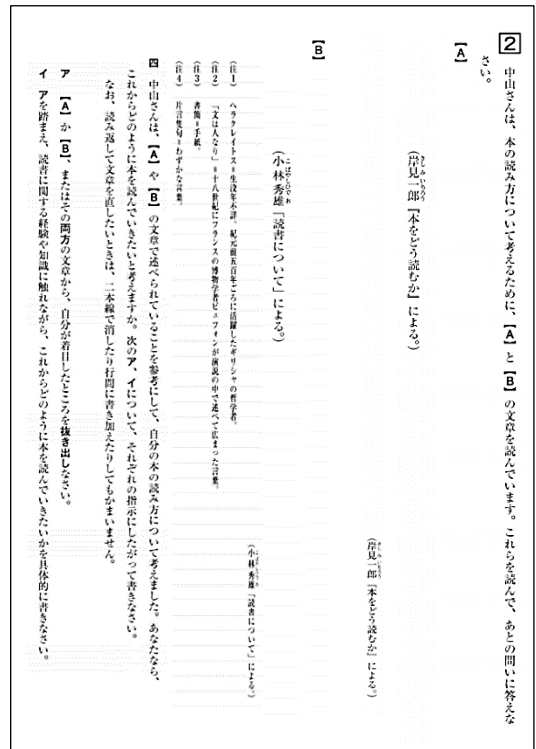 2 中山さんは、本の読み方について考えるために、【A】と【B】の文章を読んでいます。これらを読んで、あとの問いに答えな
さい。
【A】
（岸見一郎『本をどう読むか』による。）
（岸見一郎『本をどう読むか』による。）
【B】
（小林秀雄「読書について」による。）
（注１） ヘラクレイトス＝生没年不詳。紀元前五百年ごろに活躍したギリシャの哲学者。
（注２） 「文は人なり」＝十八世紀にフランスの博物学者ビュフォンが演説の中で述べて広まった言葉。
（注３） 書簡＝手紙。
（注４） 片言隻句＝わずかな言葉。
（小林秀雄「読書について」による。）
四 中山さんは、【A】や【B】の文章で述べられていることを参考にして、自分の本の読み方について考えました。あなたなら、
これからどのように本を読んでいきたいと考えますか。次のア、イについて、それぞれの指示にしたがって書きなさい。
なお、読み返して文章を直したいときは、二本線で消したり行間に書き加えたりしてもかまいません。
ア 【A】か【B】、またはその両方の文章から、自分が着目したところを抜き出しなさい。
イ アを踏まえ、読書に関する経験や知識に触れながら、これからどのように本を読んでいきたいかを具体的に書きなさい。